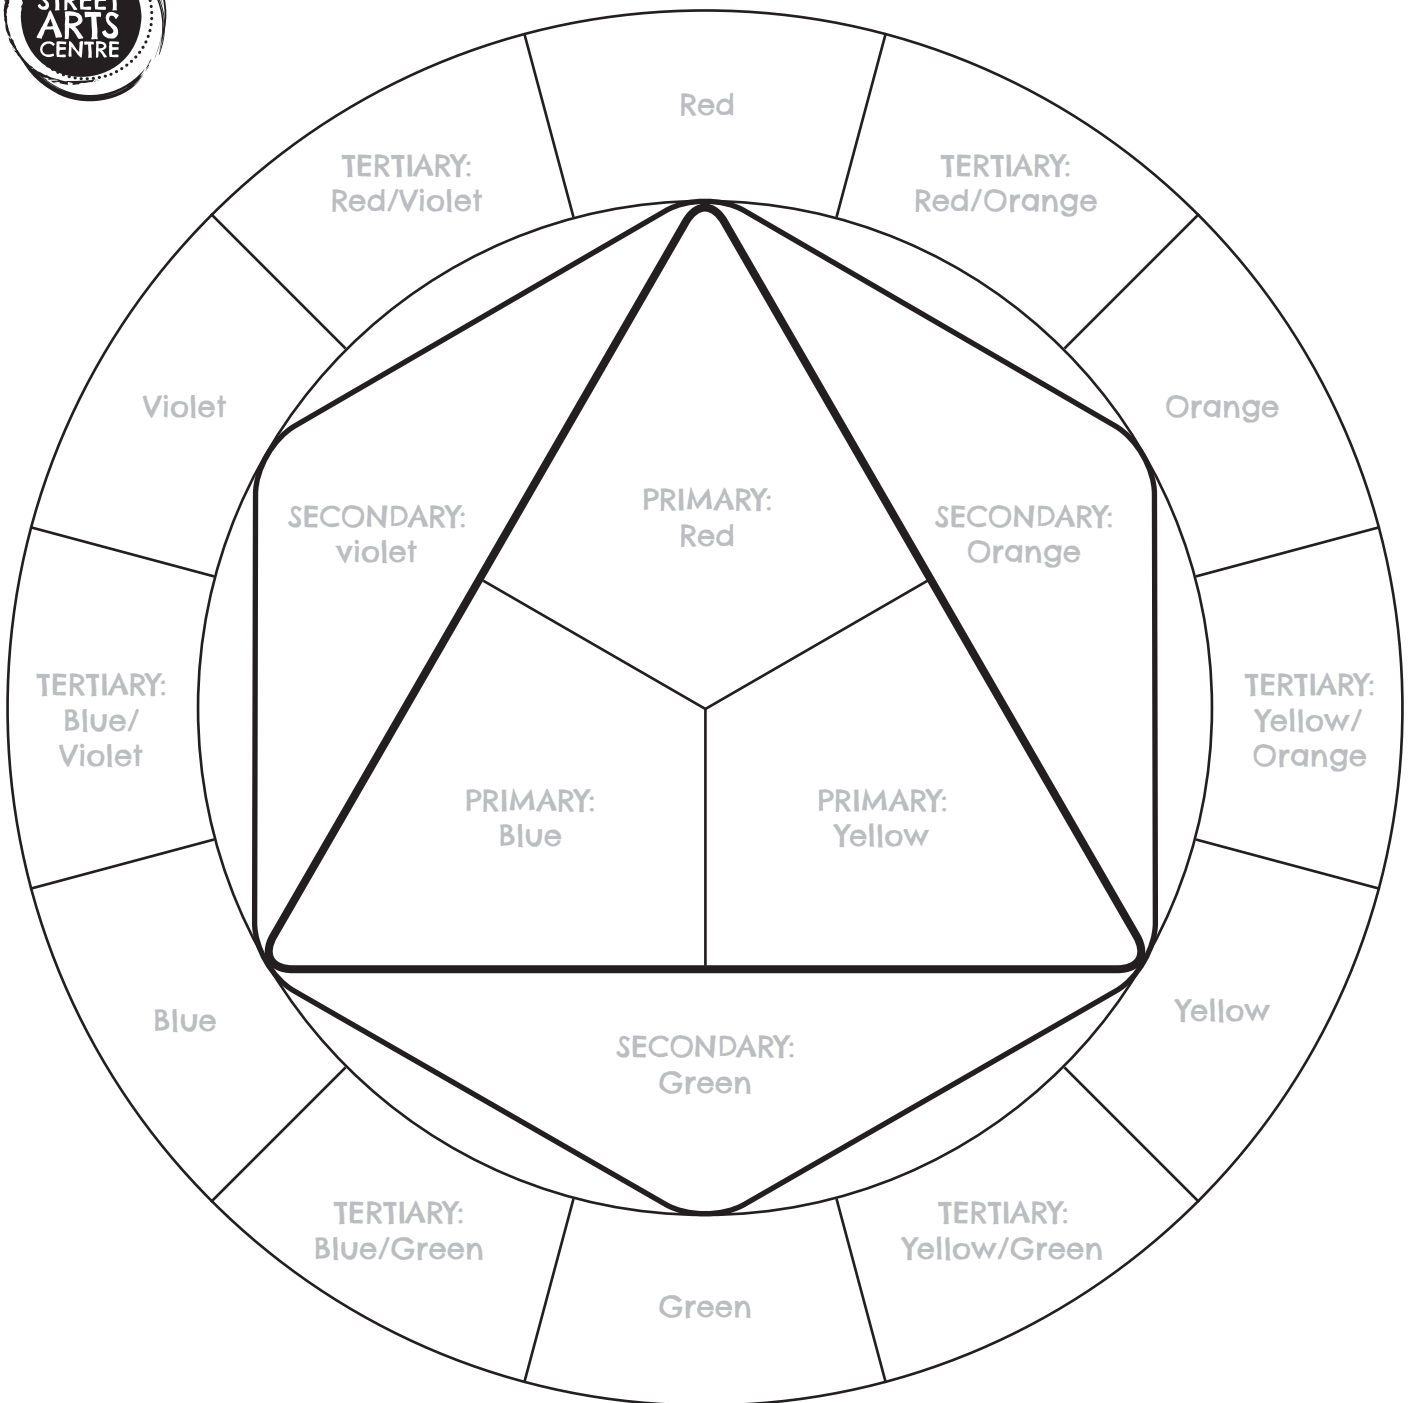 STREET
ARTS
CENTRE
Red
TERTIARY:
Red/Violet
TERTIARY:
Red/Orange
Violet
Orange
SECONDARY:
violet
PRIMARY:
Red
SECONDARY:
Orange
TERTIARY:
Blue/
Violet
TERTIARY:
Yellow/
Orange
PRIMARY:
Blue
PRIMARY:
Yellow
Blue
Yellow
SECONDARY:
Green
TERTIARY:
Blue/Green
TERTIARY:
Yellow/Green
Green